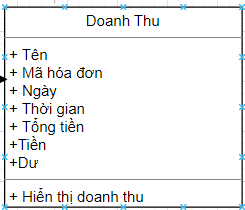 Doanh Thu
+ Tên
+ Mã hóa đơn
+ Ngày
+ Thời gian
+ Tổng tiền
+Tiền
+Dư
+ Hiển thị doanh thu